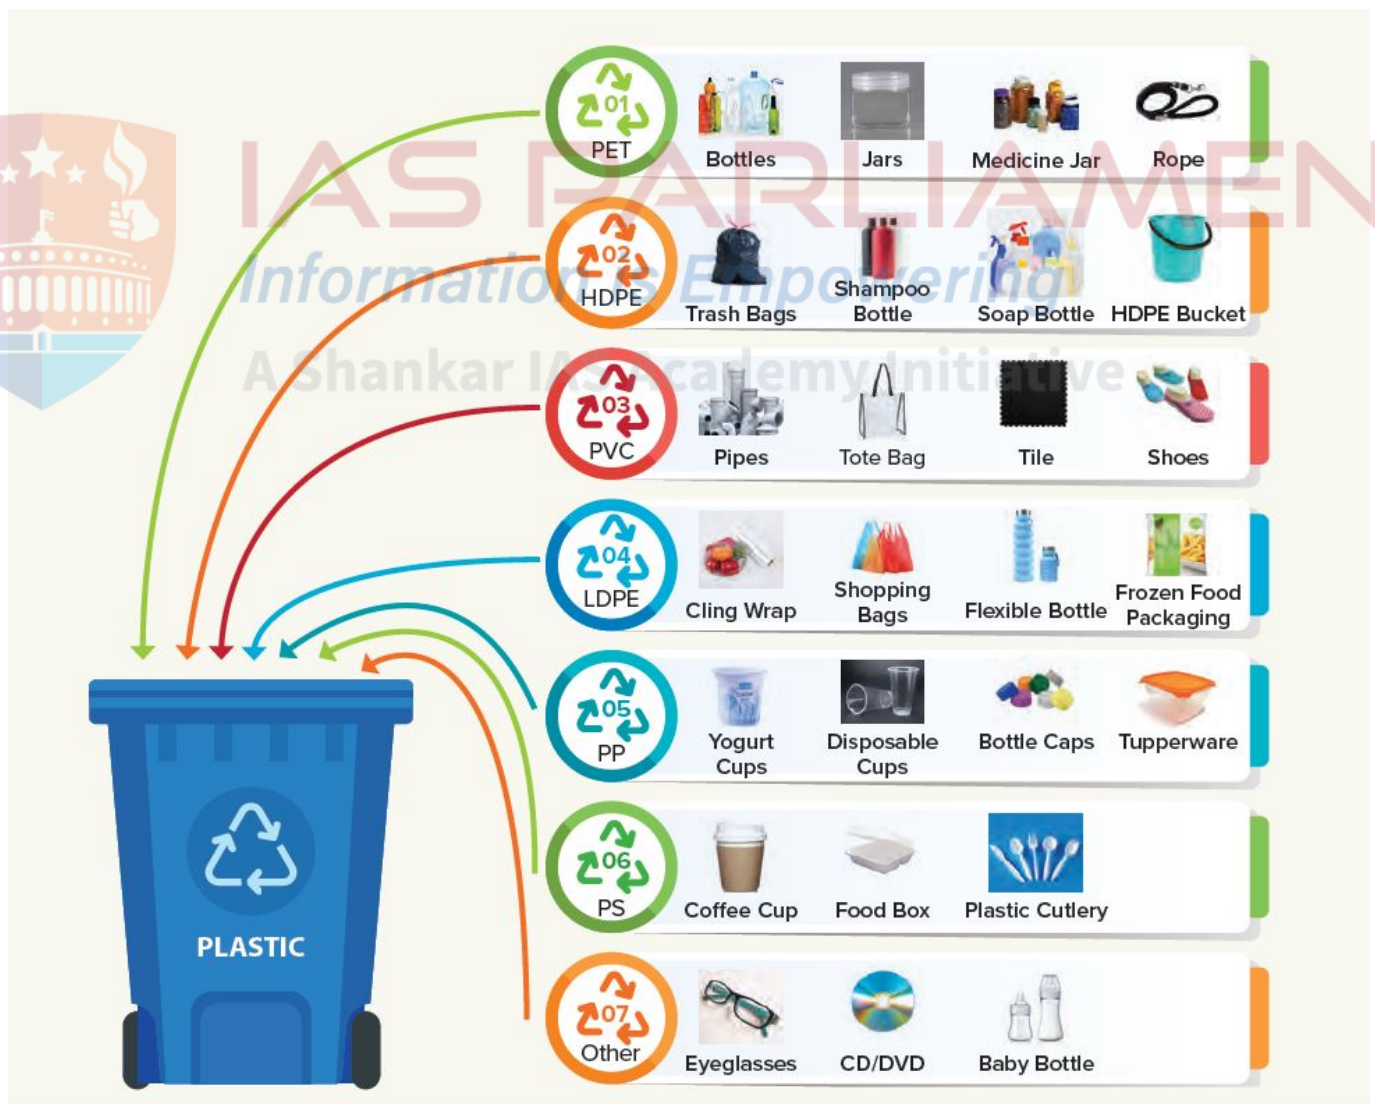 01
PET
Bottles
Jars
Medicine Jar
Rope
IAS PARLIAMEN
02
HDPE
Trash Bags
Shampoo
Bottle
Soap Bottle
HDPE Bucket
Information is Empowering
A Shankar IAS Academy Initiative
03
PVC
Pipes
Tote Bag
Tile
Shoes
04
LDPE
Cling Wrap
Shopping
Bags
Flexible Bottle
Frozen Food
Packaging
05
PP
Yogurt
Cups
Disposable
Cups
Bottle Caps
Tupperware
06
PS
Coffee Cup
Food Box
Plastic Cutlery
PLASTIC
07
Other
Eyeglasses
CD/DVD
Baby Bottle